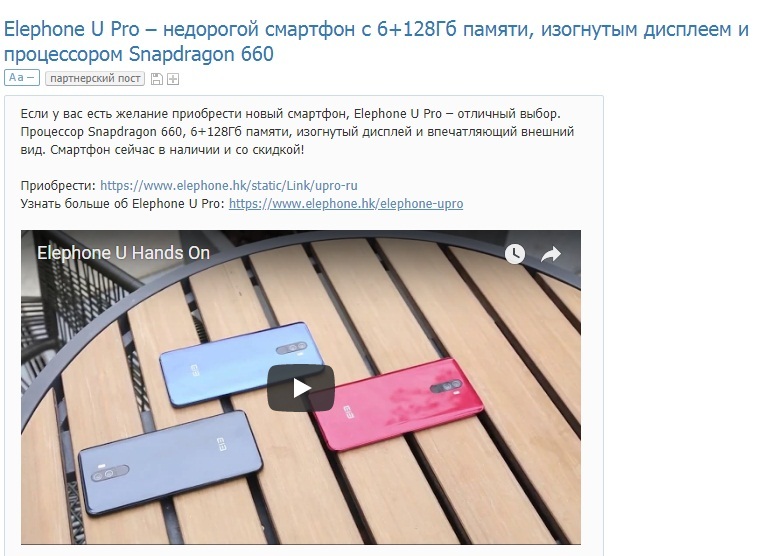 Elephone U Pro – недорогой смартфон с 6+128Гб памяти, изогнутым дисплеем и
процессором Snapdragon 660
Aa – партнерский пост
Если у вас есть желание приобрести новый смартфон, Elephone U Pro – отличный выбор.
Процессор Snapdragon 660, 6+128Гб памяти, изогнутый дисплей и впечатляющий внешний
вид. Смартфон сейчас в наличии и со скидкой!
Приобрести: https://www.elephone.hk/static/Link/upro-ru
Узнать больше об Elephone U Pro: https://www.elephone.hk/elephone-upro
Elephone U Hands On